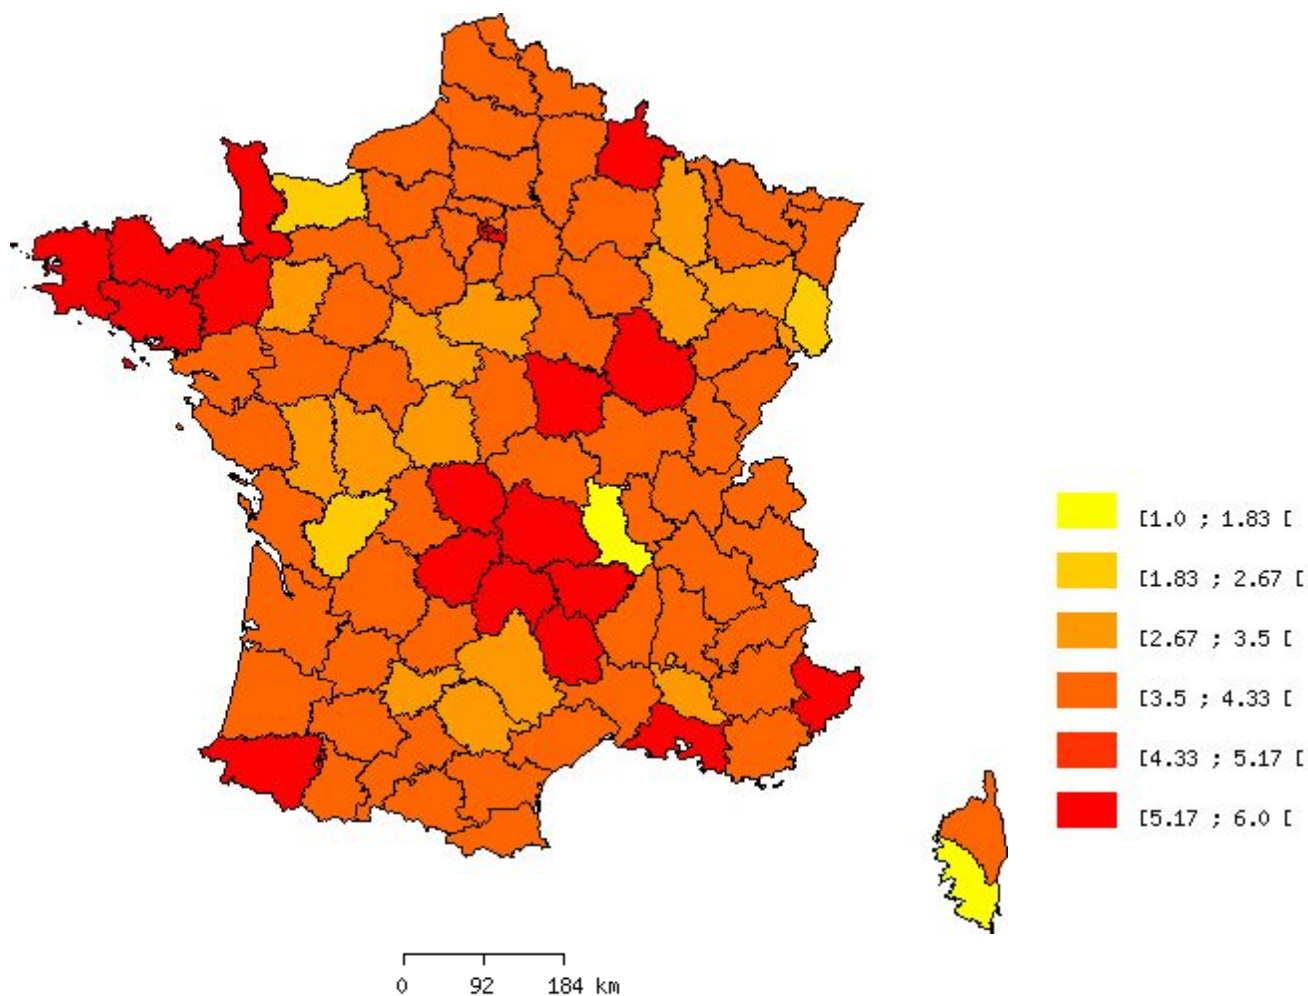 [1.0 ; 1.83 [
[1.83 ; 2.67 [
[2.67 ; 3.5 [
[3.5 ; 4.33 [
[4.33 ; 5.17 [
[5.17 ; 6.0 [
0 92 184 km